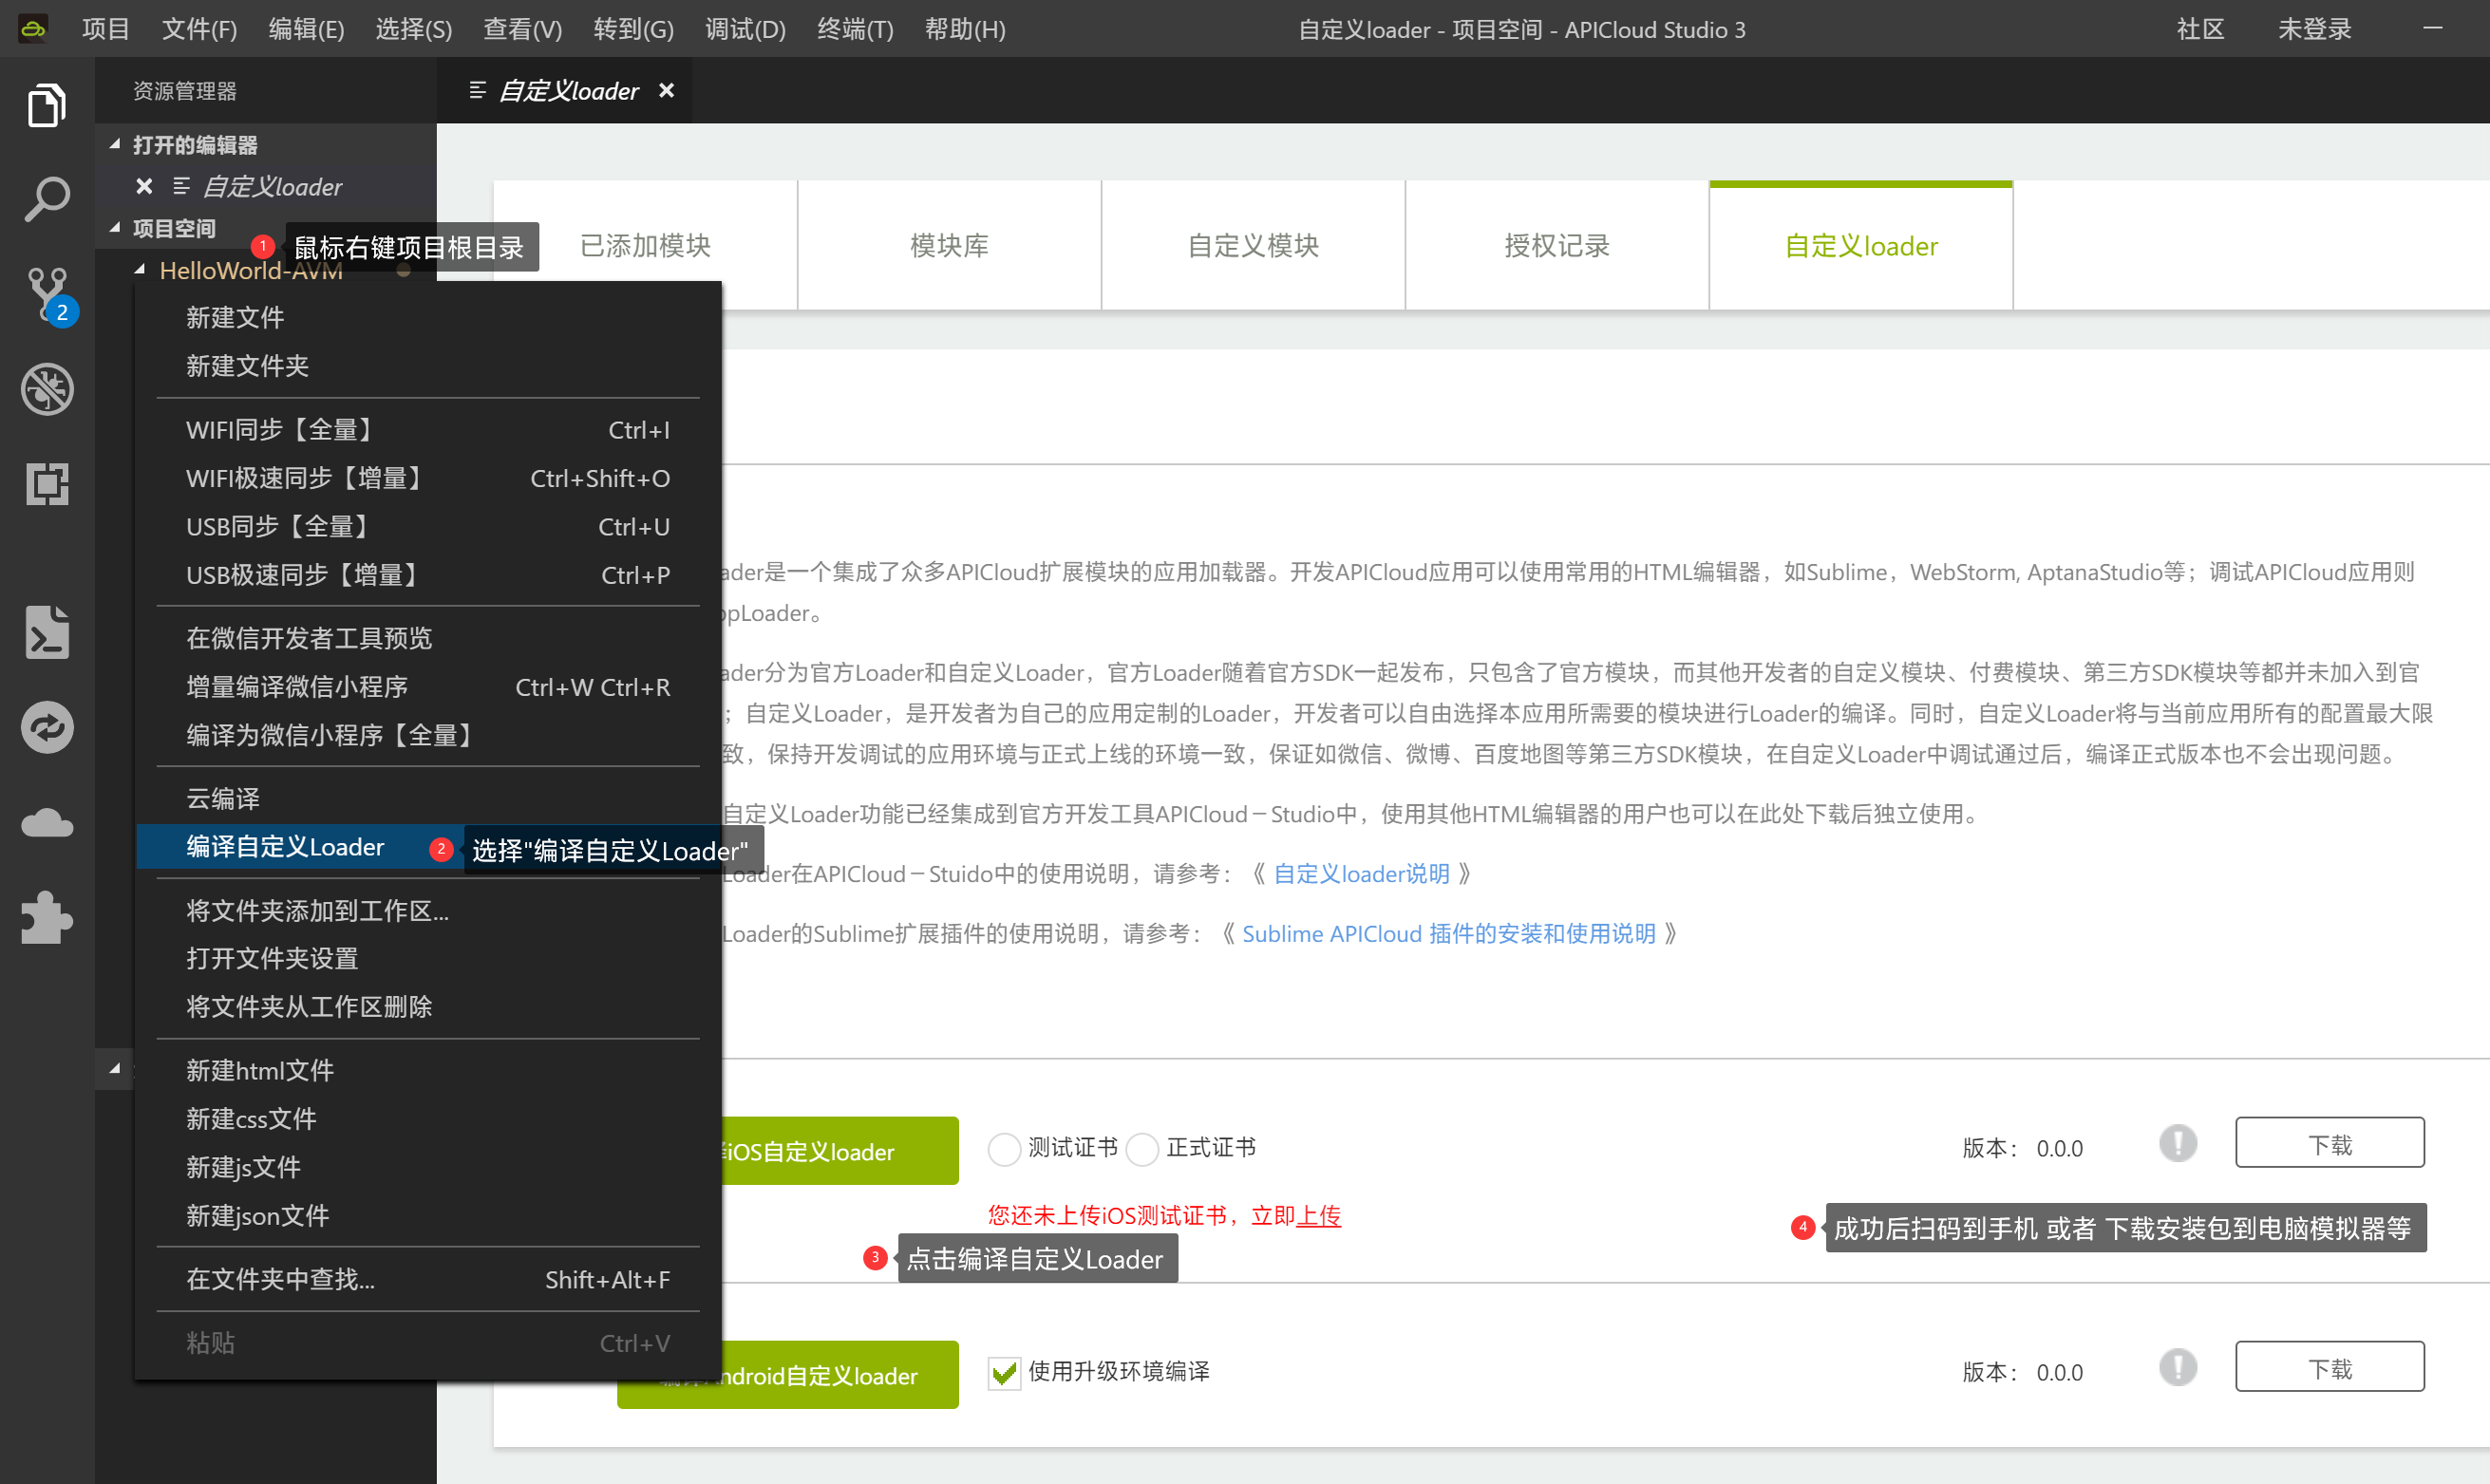 项目 文件(F) 编辑(E) 选择(S) 查看(V) 转到(G) 调试(D) 终端(T) 帮助(H) 自定义loader - 项目空间 - APICloud Studio 3 社区 未登录
资源管理器
自定义loader
打开的编辑器
自定义loader
项目空间
1 鼠标右键项目根目录
HelloWorld-AVM
2
已添加模块 模块库 自定义模块 授权记录 自定义loader
新建文件
新建文件夹
WIFI同步【全量】 Ctrl+I
WIFI极速同步【增量】 Ctrl+Shift+O
USB同步【全量】 Ctrl+U
USB极速同步【增量】 Ctrl+P
在微信开发者工具预览
增量编译微信小程序 Ctrl+W Ctrl+R
编译为微信小程序【全量】
云编译
编译自定义Loader
2 选择"编译自定义Loader"
将文件夹添加到工作区...
打开文件夹设置
将文件夹从工作区删除
新建html文件
新建css文件
新建js文件
新建json文件
在文件夹中查找... Shift+Alt+F
粘贴 Ctrl+V
ader是一个集成了众多APICloud扩展模块的应用加载器。开发APICloud应用可以使用常用的HTML编辑器，如Sublime，WebStorm, AptanaStudio等；调试APICloud应用则
ppLoader。
ader分为官方Loader和自定义Loader，官方Loader随着官方SDK一起发布，只包含了官方模块，而其他开发者的自定义模块、付费模块、第三方SDK模块等都并未加入到官
；自定义Loader，是开发者为自己的应用定制的Loader，开发者可以自由选择本应用所需要的模块进行Loader的编译。同时，自定义Loader将与当前应用所有的配置最大限
致，保持开发调试的应用环境与正式上线的环境一致，保证如微信、微博、百度地图等第三方SDK模块，在自定义Loader中调试通过后，编译正式版本也不会出现问题。
自定义Loader功能已经集成到官方开发工具APICloud－Studio中，使用其他HTML编辑器的用户也可以在此处下载后独立使用。
Loader在APICloud－Stuido中的使用说明，请参考：《 自定义loader说明 》
Loader的Sublime扩展插件的使用说明，请参考：《 Sublime APICloud 插件的安装和使用说明 》
iOS自定义loader 测试证书 正式证书 版本： 0.0.0 下载
您还未上传iOS测试证书，立即上传
4 成功后扫码到手机 或者 下载安装包到电脑模拟器等
3 点击编译自定义Loader
ndroid自定义loader 使用升级环境编译 版本： 0.0.0 下载